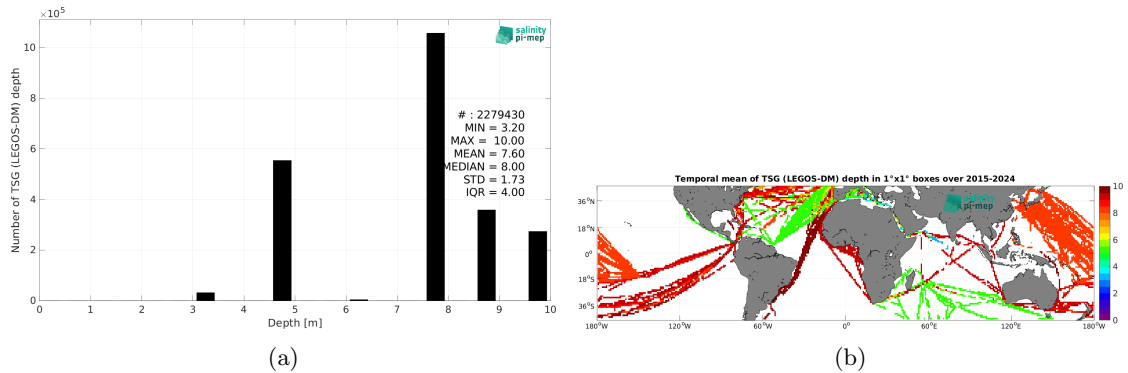 ×10⁵
10
8
6
4
2
0
Number of TSG (LEGOS-DM) depth
salinity
pi-mep
# : 2279430
MIN = 3.20
MAX = 10.00
MEAN = 7.60
MEDIAN = 8.00
STD = 1.73
IQR = 4.00
0 1 2 3 4 5 6 7 8 9 10
Depth [m]
(a)
Temporal mean of TSG (LEGOS-DM) depth in 1°x1° boxes over 2015-2024
salinity
pi-mep
36°N
18°N
0°
18°S
36°S
180°W 120°W 60°W 0° 60°E 120°E 180°W
10
8
6
4
2
0
(b)